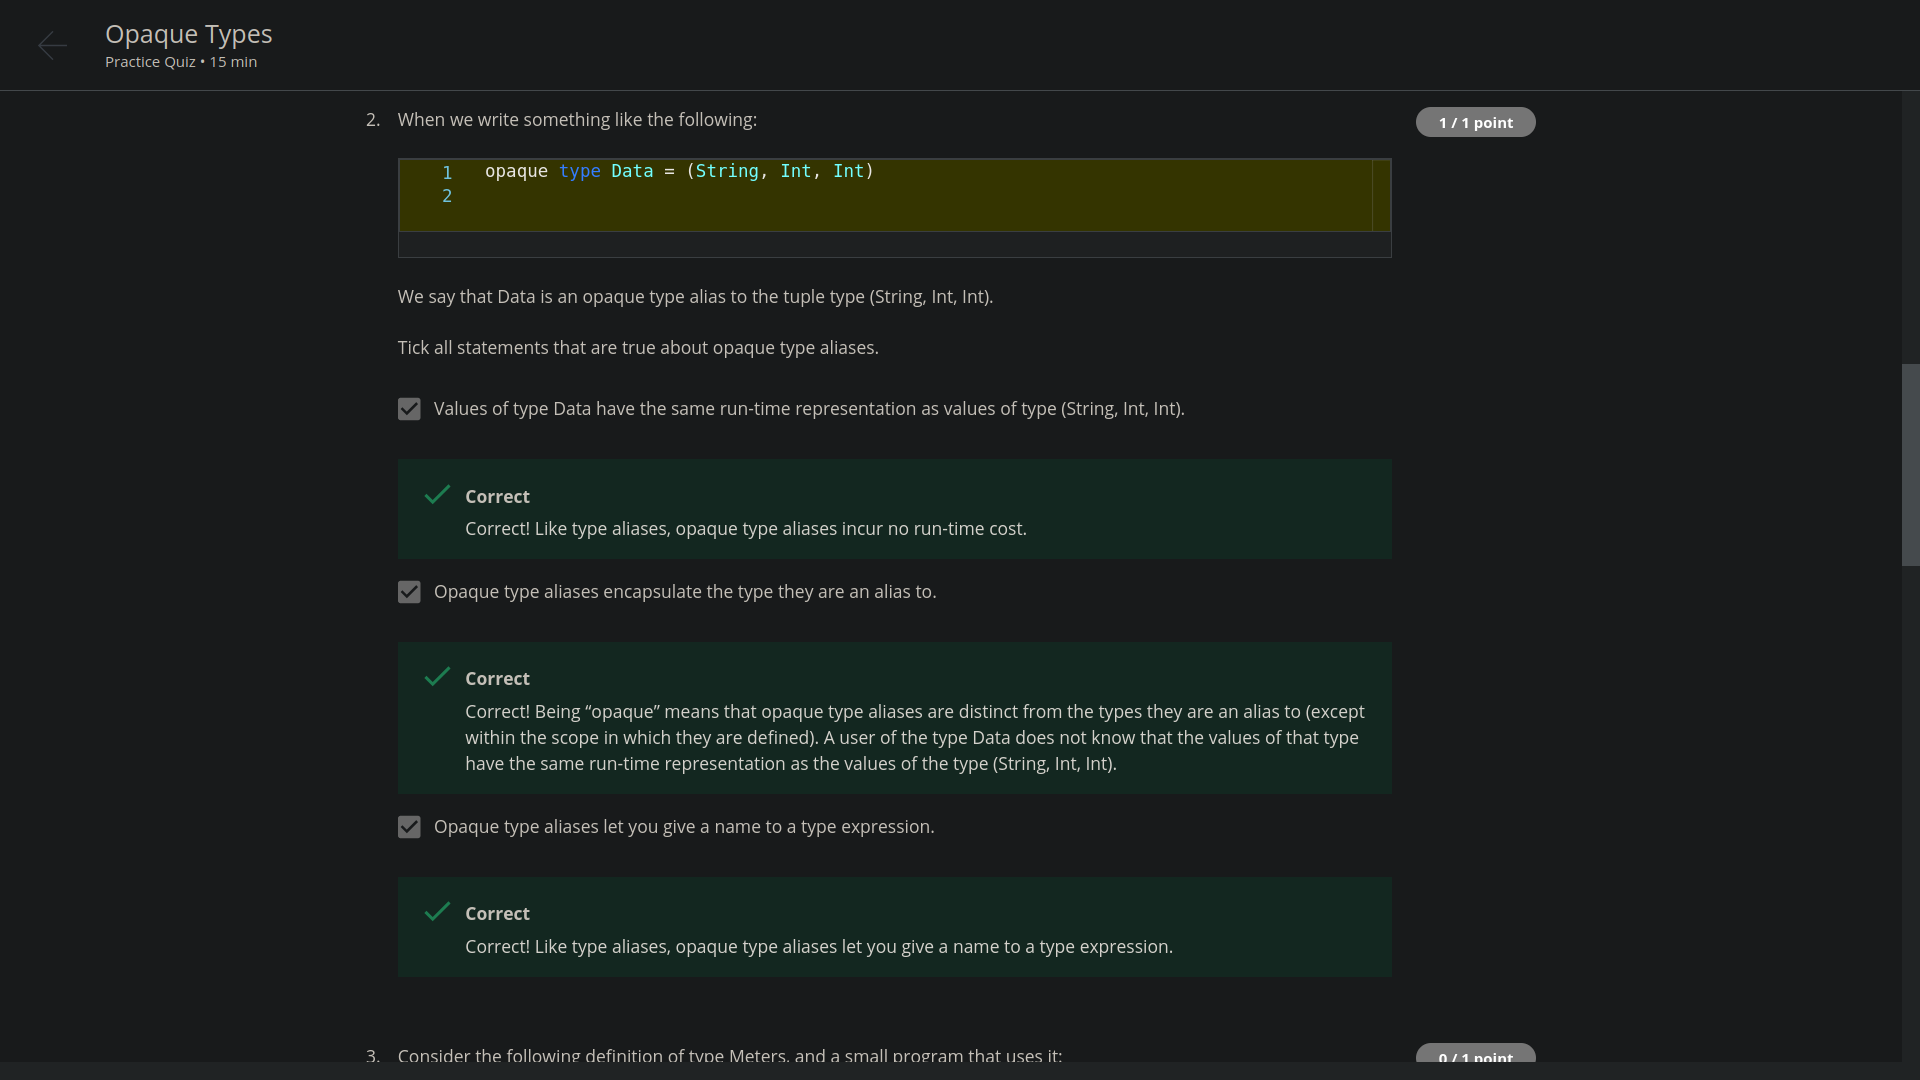 Opaque Types
Practice Quiz • 15 min
2. When we write something like the following:
1 / 1 point
1 opaque type Data = (String, Int, Int)
2
We say that Data is an opaque type alias to the tuple type (String, Int, Int).
Tick all statements that are true about opaque type aliases.
Values of type Data have the same run-time representation as values of type (String, Int, Int).
Correct
Correct! Like type aliases, opaque type aliases incur no run-time cost.
Opaque type aliases encapsulate the type they are an alias to.
Correct
Correct! Being “opaque” means that opaque type aliases are distinct from the types they are an alias to (except
within the scope in which they are defined). A user of the type Data does not know that the values of that type
have the same run-time representation as the values of the type (String, Int, Int).
Opaque type aliases let you give a name to a type expression.
Correct
Correct! Like type aliases, opaque type aliases let you give a name to a type expression.
3. Consider the following definition of type Meters, and a small program that uses it:
0 / 1 point